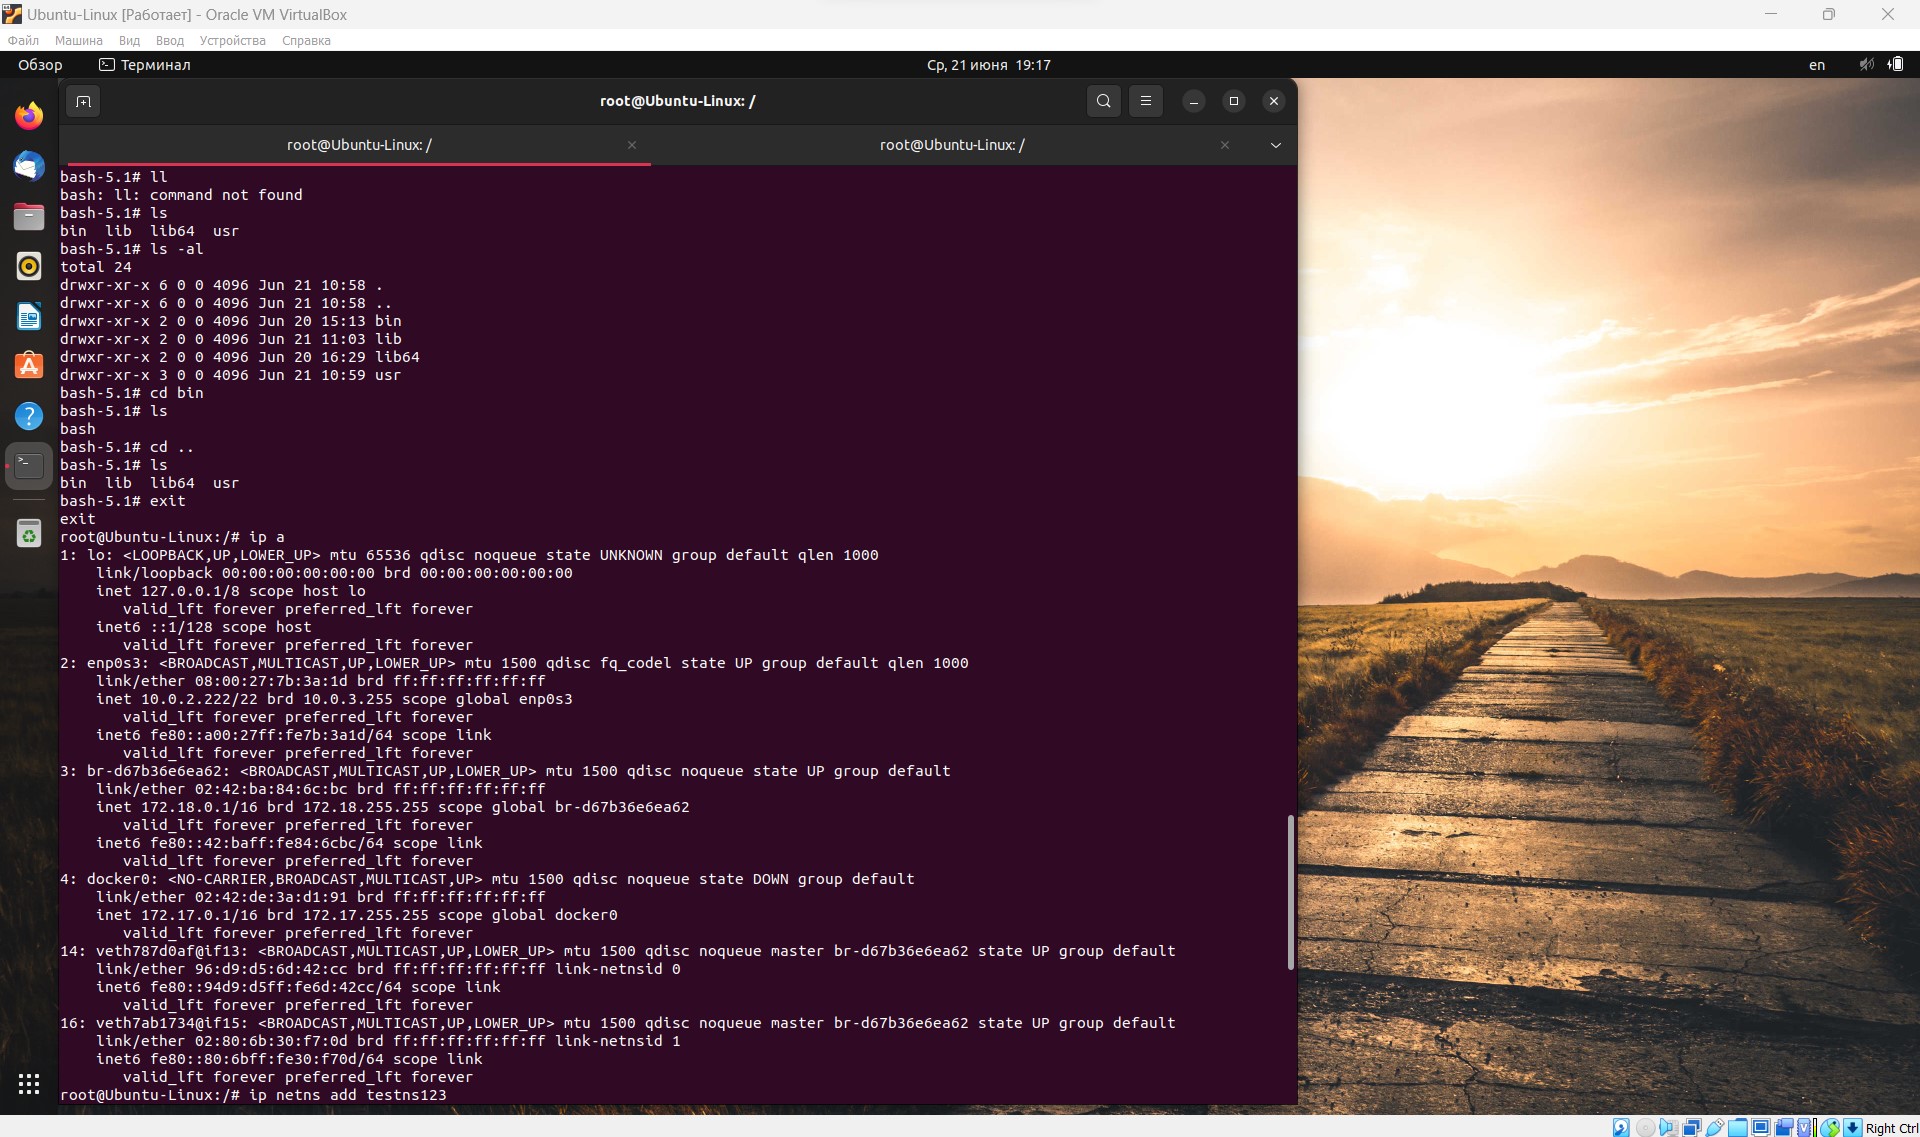 Ubuntu-Linux [Работает] - Oracle VM VirtualBox
Файл Машина Вид Ввод Устройства Справка
Обзор Терминал Ср, 21 июня 19:17 en
root@Ubuntu-Linux: /
root@Ubuntu-Linux: / root@Ubuntu-Linux: /
bash-5.1# ll
bash: ll: command not found
bash-5.1# ls
bin  lib  lib64  usr
bash-5.1# ls -al
total 24
drwxr-xr-x 6 0 0 4096 Jun 21 10:58 .
drwxr-xr-x 6 0 0 4096 Jun 21 10:58 ..
drwxr-xr-x 2 0 0 4096 Jun 20 15:13 bin
drwxr-xr-x 2 0 0 4096 Jun 21 11:03 lib
drwxr-xr-x 2 0 0 4096 Jun 20 16:29 lib64
drwxr-xr-x 3 0 0 4096 Jun 21 10:59 usr
bash-5.1# cd bin
bash-5.1# ls
bash
bash-5.1# cd ..
bash-5.1# ls
bin  lib  lib64  usr
bash-5.1# exit
exit
root@Ubuntu-Linux:/# ip a
1: lo: <LOOPBACK,UP,LOWER_UP> mtu 65536 qdisc noqueue state UNKNOWN group default qlen 1000
    link/loopback 00:00:00:00:00:00 brd 00:00:00:00:00:00
    inet 127.0.0.1/8 scope host lo
       valid_lft forever preferred_lft forever
    inet6 ::1/128 scope host
       valid_lft forever preferred_lft forever
2: enp0s3: <BROADCAST,MULTICAST,UP,LOWER_UP> mtu 1500 qdisc fq_codel state UP group default qlen 1000
    link/ether 08:00:27:7b:3a:1d brd ff:ff:ff:ff:ff:ff
    inet 10.0.2.222/22 brd 10.0.3.255 scope global enp0s3
       valid_lft forever preferred_lft forever
    inet6 fe80::a00:27ff:fe7b:3a1d/64 scope link
       valid_lft forever preferred_lft forever
3: br-d67b36e6ea62: <BROADCAST,MULTICAST,UP,LOWER_UP> mtu 1500 qdisc noqueue state UP group default
    link/ether 02:42:ba:84:6c:bc brd ff:ff:ff:ff:ff:ff
    inet 172.18.0.1/16 brd 172.18.255.255 scope global br-d67b36e6ea62
       valid_lft forever preferred_lft forever
    inet6 fe80::42:baff:fe84:6cbc/64 scope link
       valid_lft forever preferred_lft forever
4: docker0: <NO-CARRIER,BROADCAST,MULTICAST,UP> mtu 1500 qdisc noqueue state DOWN group default
    link/ether 02:42:de:3a:d1:91 brd ff:ff:ff:ff:ff:ff
    inet 172.17.0.1/16 brd 172.17.255.255 scope global docker0
       valid_lft forever preferred_lft forever
14: veth787d0af@if13: <BROADCAST,MULTICAST,UP,LOWER_UP> mtu 1500 qdisc noqueue master br-d67b36e6ea62 state UP group default
    link/ether 96:d9:d5:6d:42:cc brd ff:ff:ff:ff:ff:ff link-netnsid 0
    inet6 fe80::94d9:d5ff:fe6d:42cc/64 scope link
       valid_lft forever preferred_lft forever
16: veth7ab1734@if15: <BROADCAST,MULTICAST,UP,LOWER_UP> mtu 1500 qdisc noqueue master br-d67b36e6ea62 state UP group default
    link/ether 02:80:6b:30:f7:0d brd ff:ff:ff:ff:ff:ff link-netnsid 1
    inet6 fe80::80:6bff:fe30:f70d/64 scope link
       valid_lft forever preferred_lft forever
root@Ubuntu-Linux:/# ip netns add testns123
Right Ctrl